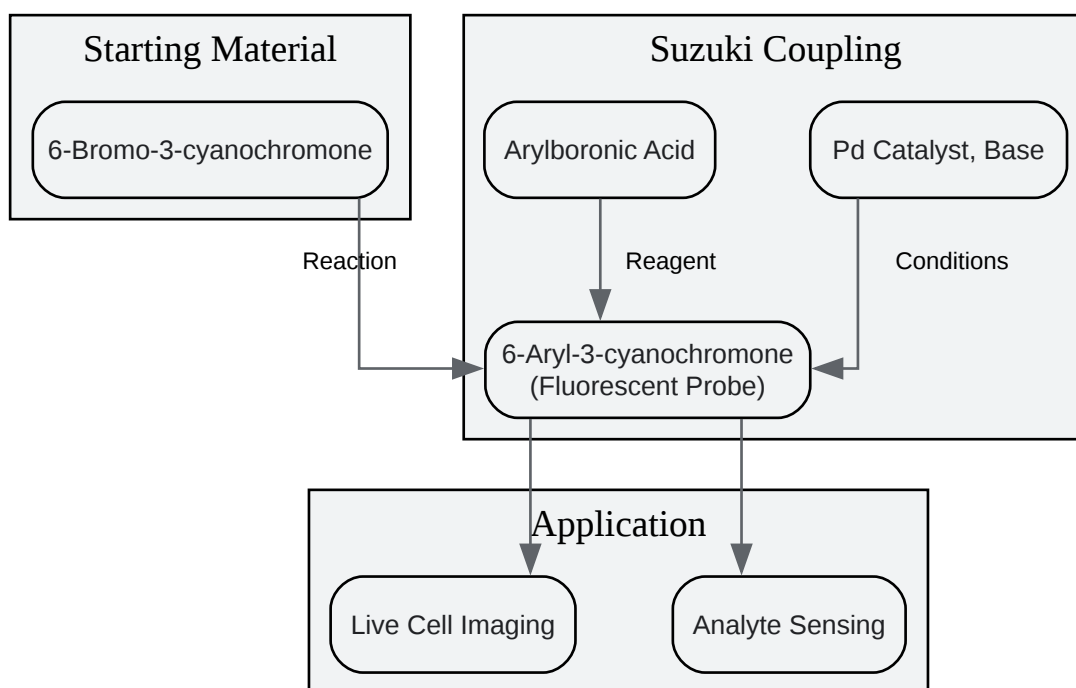 Starting Material
Suzuki Coupling
6-Bromo-3-cyanochromone
Arylboronic Acid
Pd Catalyst, Base
Reaction
Reagent
Conditions
6-Aryl-3-cyanochromone
(Fluorescent Probe)
Application
Live Cell Imaging
Analyte Sensing